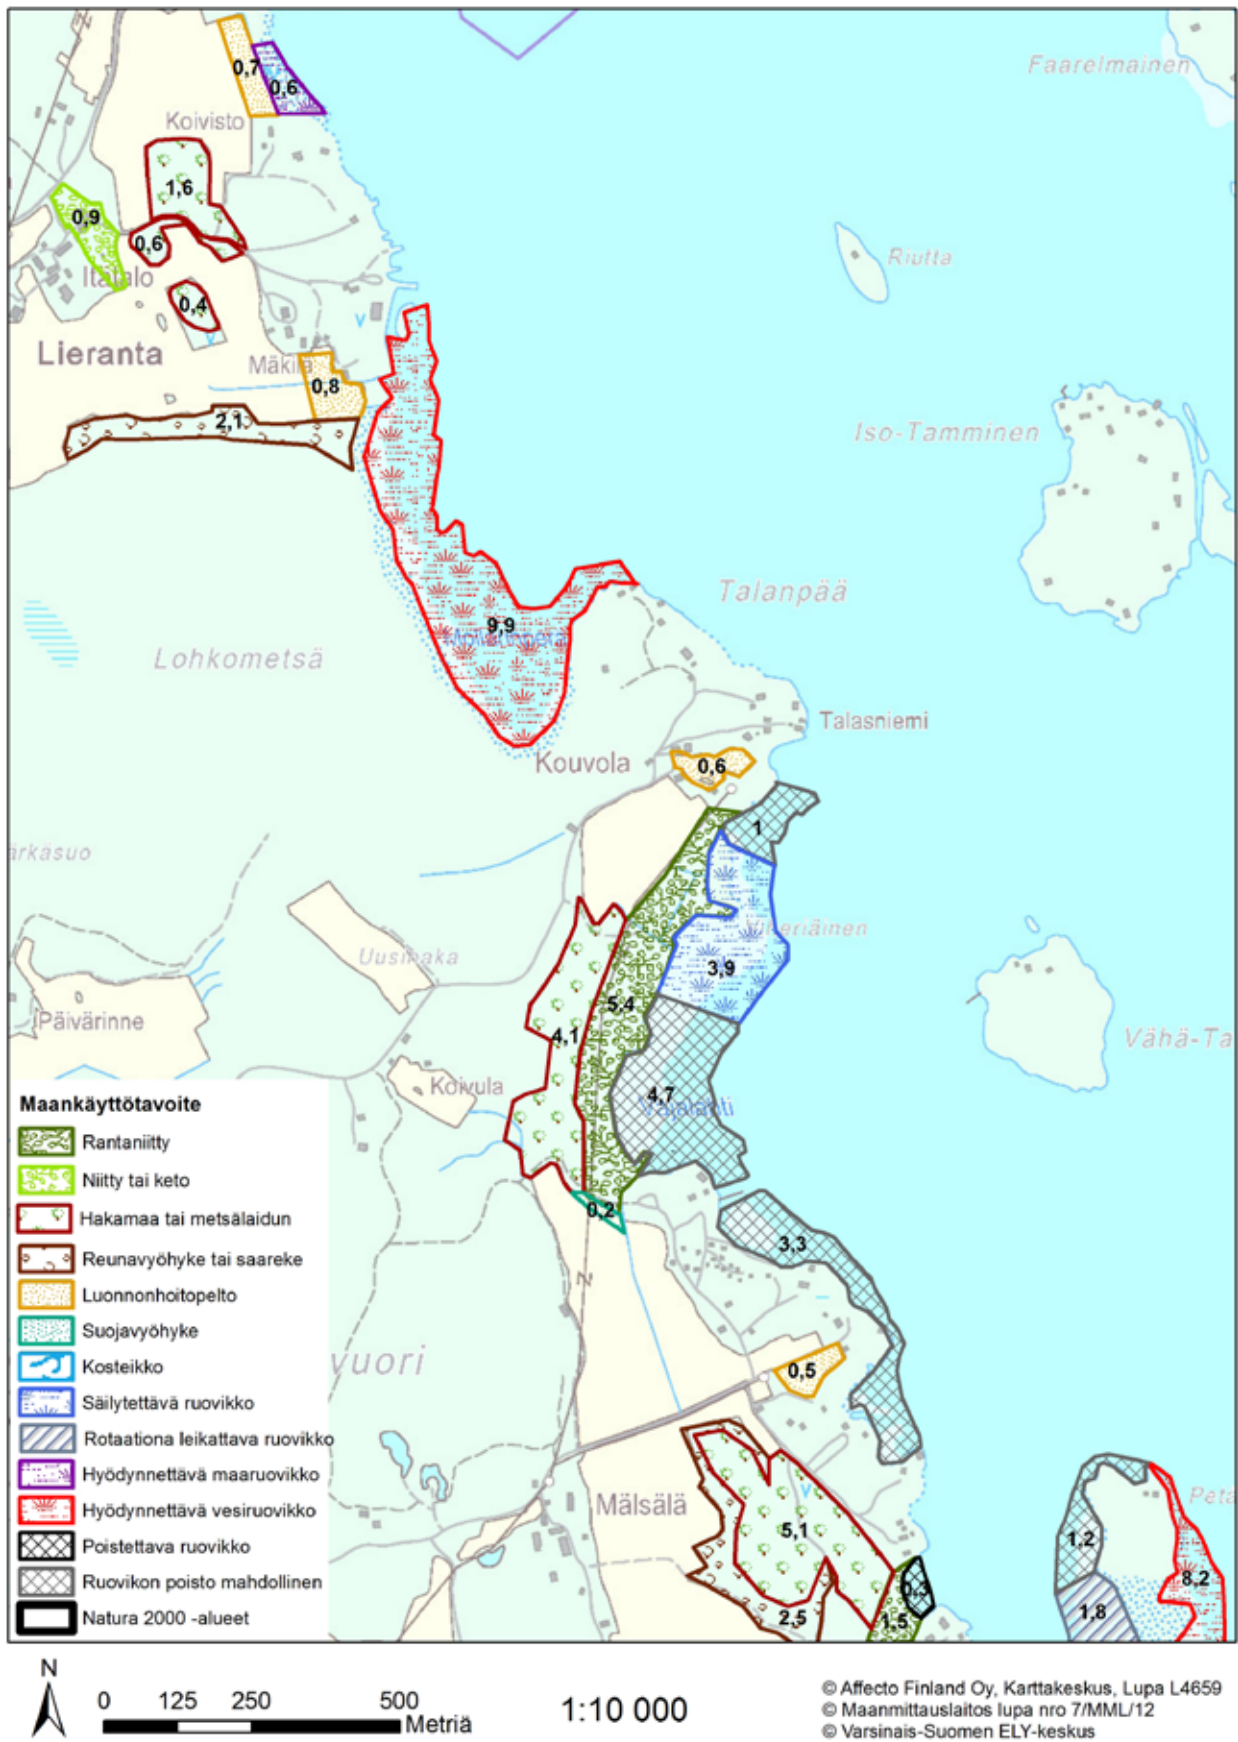 Faarelmainen
0,7
0,6
Koivisto
1,6
0,9
0,6
Itätalo
0,4
Riutta
Lieranta
Mäkilä
0,8
2,1
Iso-Tamminen
Talanpää
9,9
Lohkometsä
Talasniemi
Kouvola
0,6
1
ärkäsuo
Uusihaka
3,9
5,4
Päivärinne
4,1
Vähä-Ta
Koivula
4,7
0,2
3,3
vuori
0,5
Mälsälä
5,1
Peta
1,2
8,2
0,3
1,8
2,5
1,5
Maankäyttötavoite
Rantaniitty
Niitty tai keto
Hakamaa tai metsälaidun
Reunavyöhyke tai saareke
Luonnonhoitopelto
Suojavyöhyke
Kosteikko
Säilytettävä ruovikko
Rotaationa leikattava ruovikko
Hyödynnettävä maaruovikko
Hyödynnettävä vesiruovikko
Poistettava ruovikko
Ruovikon poisto mahdollinen
Natura 2000 -alueet
N
0 125 250 500
Metriä
1:10 000
© Affecto Finland Oy, Karttakeskus, Lupa L4659
© Maanmittauslaitos lupa nro 7/MML/12
© Varsinais-Suomen ELY-keskus